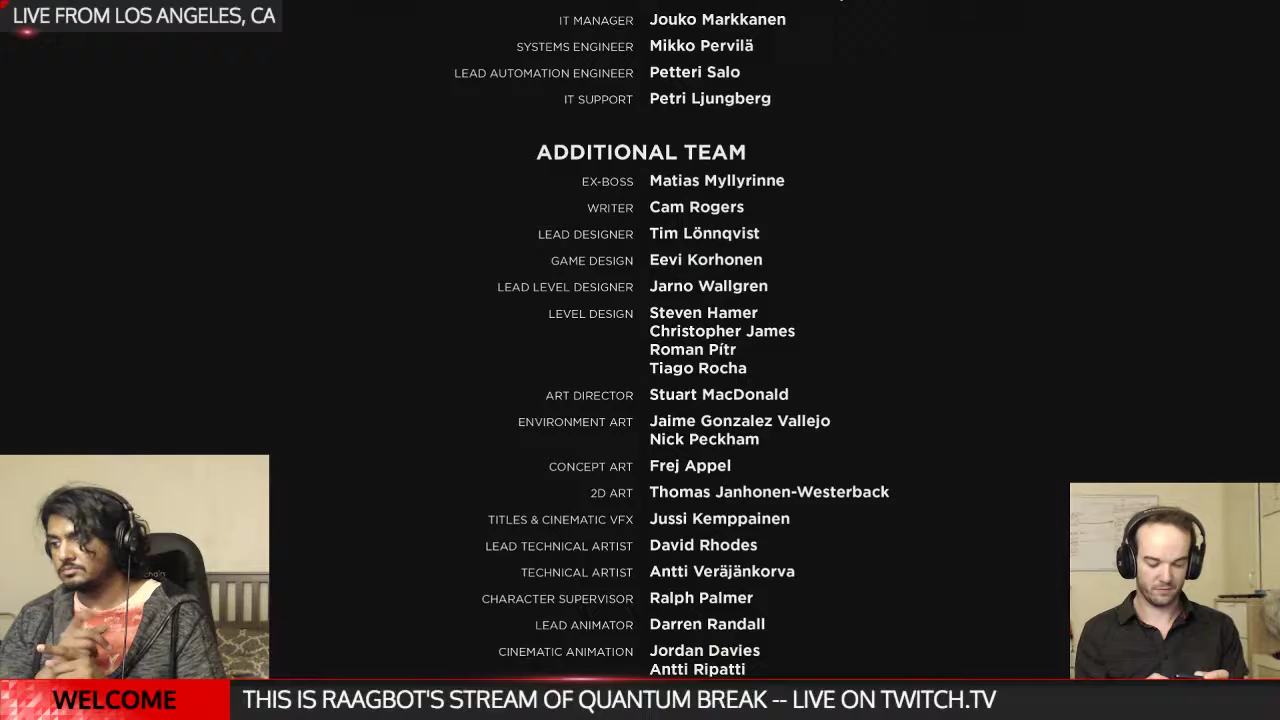 LIVE FROM LOS ANGELES, CA
IT MANAGER Jouko Markkanen
SYSTEMS ENGINEER Mikko Pervilä
LEAD AUTOMATION ENGINEER Petteri Salo
IT SUPPORT Petri Ljungberg
ADDITIONAL TEAM
EX-BOSS Matias Myllyrinne
WRITER Cam Rogers
LEAD DESIGNER Tim Lönnqvist
GAME DESIGN Eevi Korhonen
LEAD LEVEL DESIGNER Jarno Wallgren
LEVEL DESIGN Steven Hamer
Christopher James
Roman Pítr
Tiago Rocha
ART DIRECTOR Stuart MacDonald
ENVIRONMENT ART Jaime Gonzalez Vallejo
Nick Peckham
CONCEPT ART Frej Appel
2D ART Thomas Janhonen-Westerback
TITLES & CINEMATIC VFX Jussi Kemppainen
LEAD TECHNICAL ARTIST David Rhodes
TECHNICAL ARTIST Antti Veräjänkorva
CHARACTER SUPERVISOR Ralph Palmer
LEAD ANIMATOR Darren Randall
CINEMATIC ANIMATION Jordan Davies
Antti Ripatti
WELCOME THIS IS RAAGBOT'S STREAM OF QUANTUM BREAK -- LIVE ON TWITCH.TV